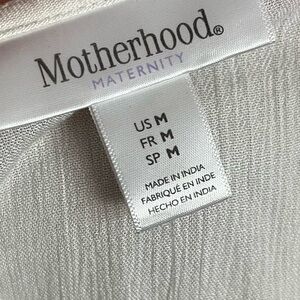 Motherhood®
MATERNITY
US M
FR M
SP M
MADE IN INDIA
FABRIQUÉ EN INDE
HECHO EN INDIA